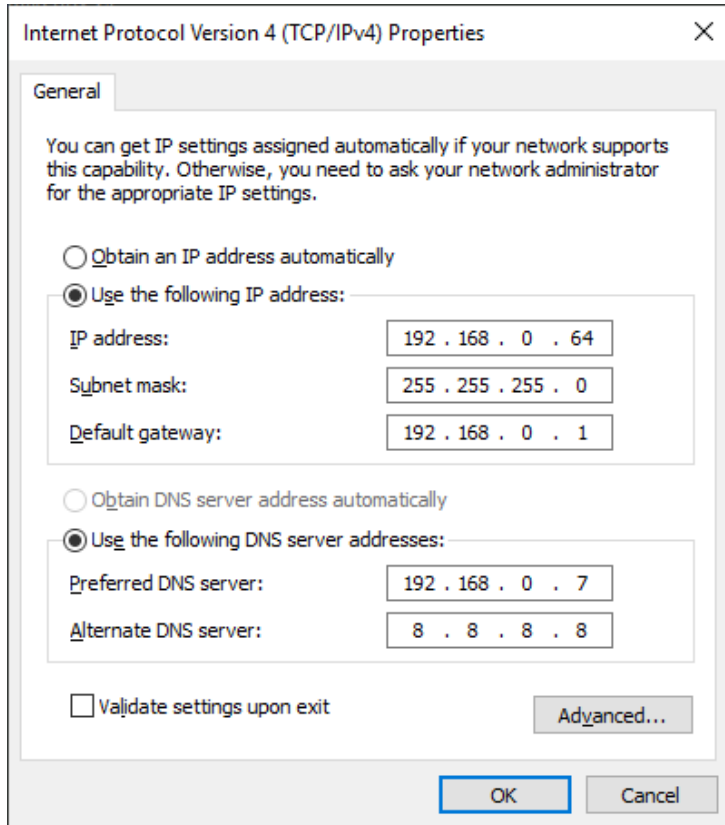 Internet Protocol Version 4 (TCP/IPv4) Properties
General
You can get IP settings assigned automatically if your network supports
this capability. Otherwise, you need to ask your network administrator
for the appropriate IP settings.
Obtain an IP address automatically
Use the following IP address:
IP address: 192 . 168 . 0 . 64
Subnet mask: 255 . 255 . 255 . 0
Default gateway: 192 . 168 . 0 . 1
Obtain DNS server address automatically
Use the following DNS server addresses:
Preferred DNS server: 192 . 168 . 0 . 7
Alternate DNS server: 8 . 8 . 8 . 8
Validate settings upon exit
Advanced...
OK Cancel